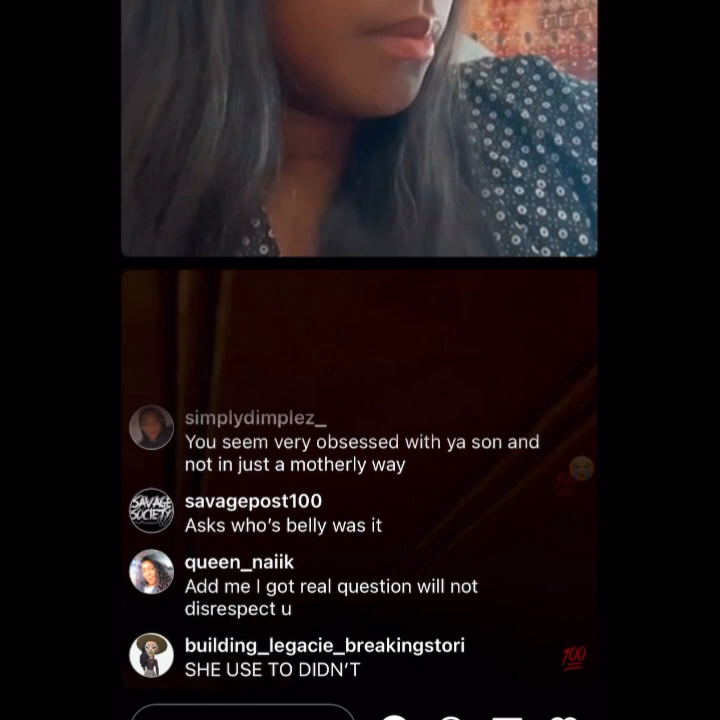 simplydimplez_
You seem very obsessed with ya son and
not in just a motherly way
SAVAGE
SOCIETY
savagepost100
Asks who's belly was it
queen_naiik
Add me I got real question will not
disrespect u
building_legacie_breakingstori
SHE USE TO DIDN'T
100
100